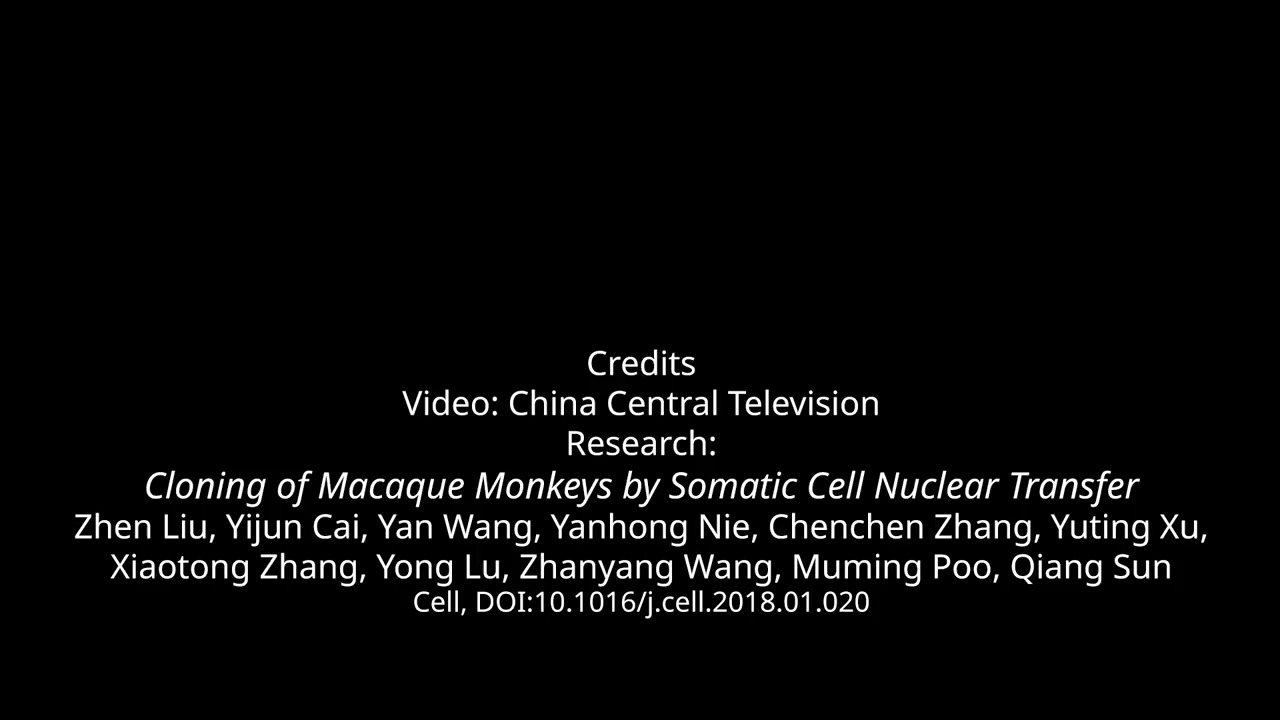 Credits
Video: China Central Television
Research:
Cloning of Macaque Monkeys by Somatic Cell Nuclear Transfer
Zhen Liu, Yijun Cai, Yan Wang, Yanhong Nie, Chenchen Zhang, Yuting Xu,
Xiaotong Zhang, Yong Lu, Zhanyang Wang, Muming Poo, Qiang Sun
Cell, DOI:10.1016/j.cell.2018.01.020